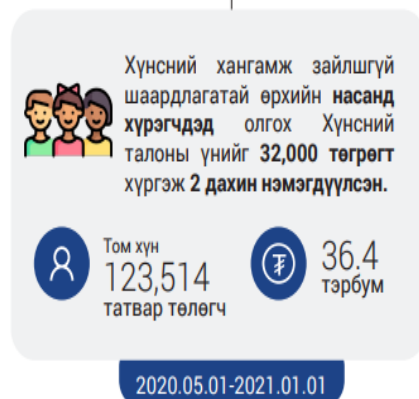 Хүнсний хангамж зайлшгүй
шаардлагатай өрхийн насанд
хүрэгчдэд олгох Хүнсний
талоны үнийг 32,000 төгрөгт
хүргэж 2 дахин нэмэгдүүлсэн.
Том хүн
123,514
татвар төлөгч
₮
36.4
тэрбум
2020.05.01-2021.01.01